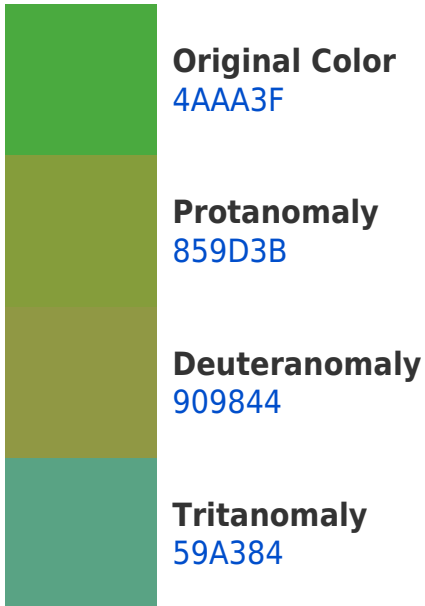 Original Color
4AAA3F
Protanomaly
859D3B
Deuteranomaly
909844
Tritanomaly
59A384